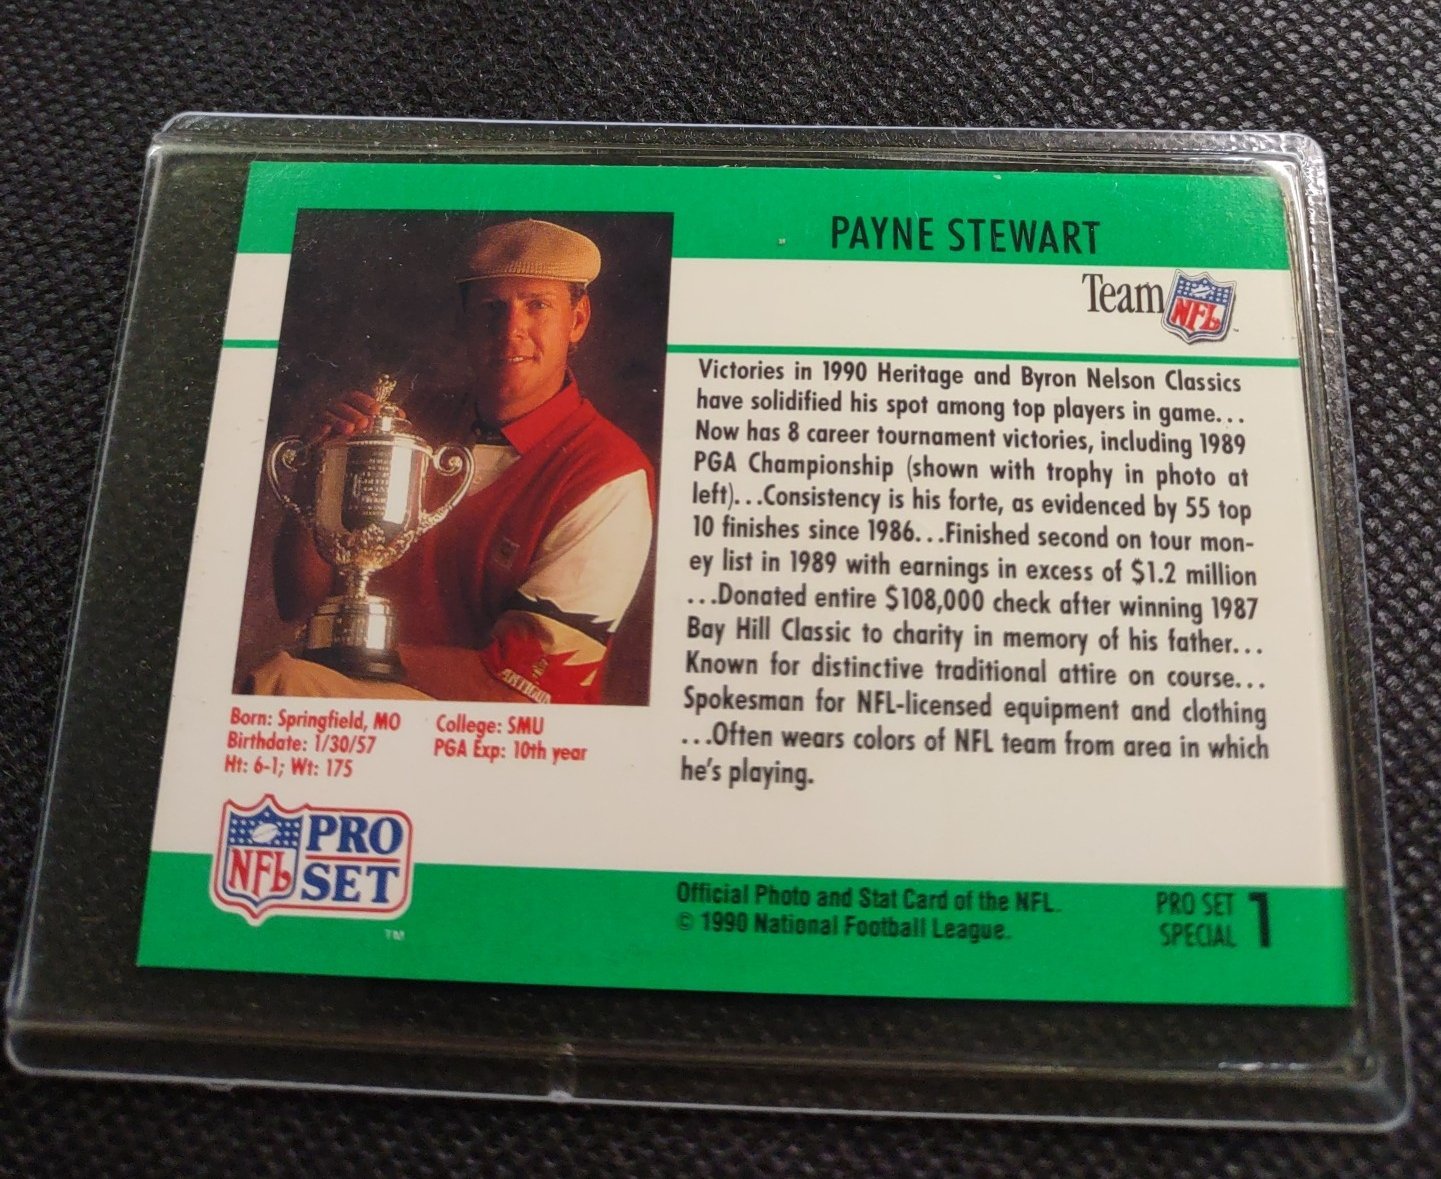 PAYNE STEWART
Team NFL
Victories in 1990 Heritage and Byron Nelson Classics
have solidified his spot among top players in game...
Now has 8 career tournament victories, including 1989
PGA Championship (shown with trophy in photo at
left)...Consistency is his forte, as evidenced by 55 top
10 finishes since 1986...Finished second on tour mon-
ey list in 1989 with earnings in excess of $1.2 million
...Donated entire $108,000 check after winning 1987
Bay Hill Classic to charity in memory of his father...
Known for distinctive traditional attire on course...
Spokesman for NFL-licensed equipment and clothing
...Often wears colors of NFL team from area in which
he's playing.
ANTIGUA
Born: Springfield, MO
Birthdate: 1/30/57
Ht: 6-1; Wt: 175
College: SMU
PGA Exp: 10th year
NFL PRO
SET
TM
Official Photo and Stat Card of the NFL.
© 1990 National Football League.
PRO SET
SPECIAL 1